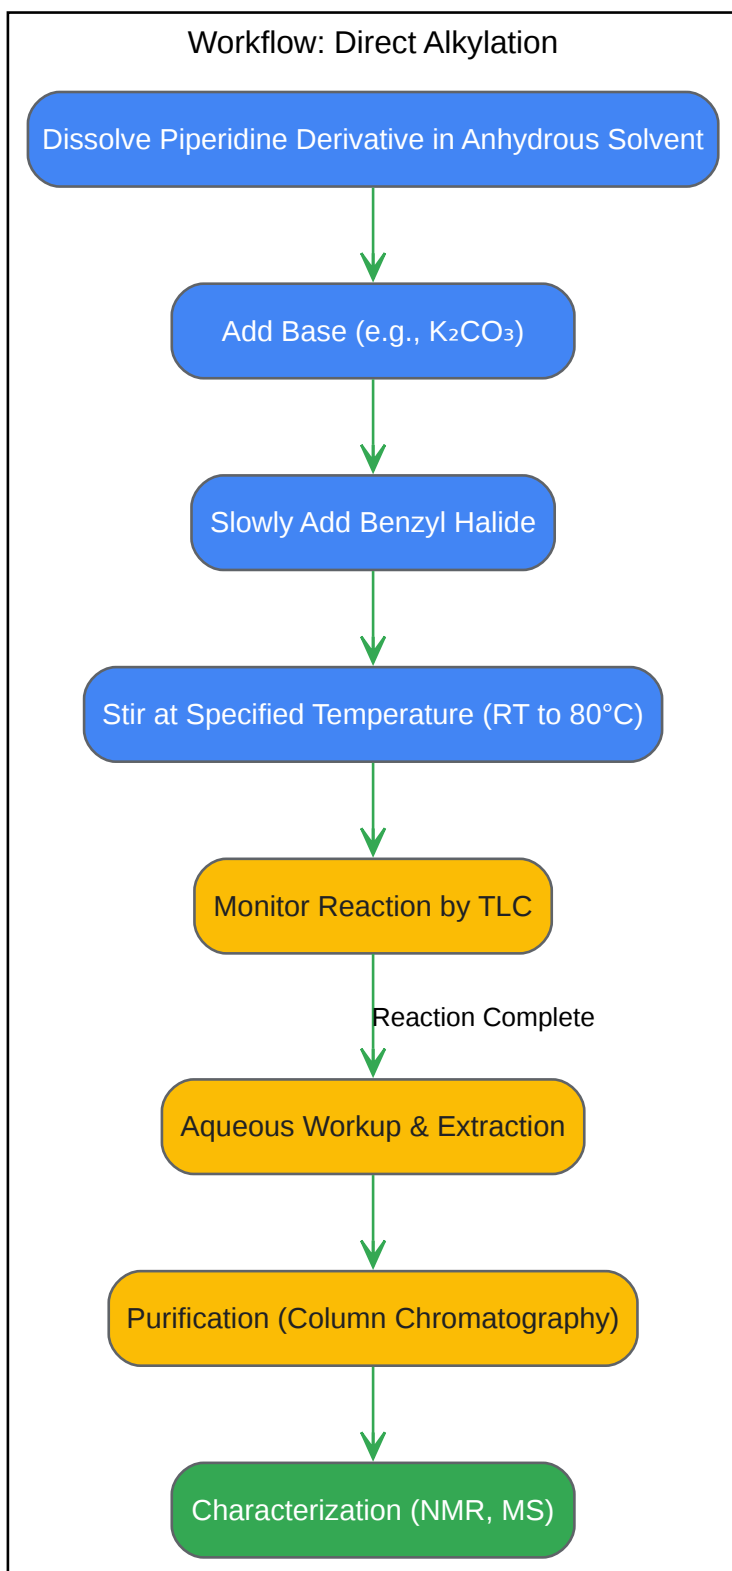 Workflow: Direct Alkylation
Dissolve Piperidine Derivative in Anhydrous Solvent
Add Base (e.g., K₂CO₃)
Slowly Add Benzyl Halide
Stir at Specified Temperature (RT to 80°C)
Monitor Reaction by TLC
Reaction Complete
Aqueous Workup & Extraction
Purification (Column Chromatography)
Characterization (NMR, MS)